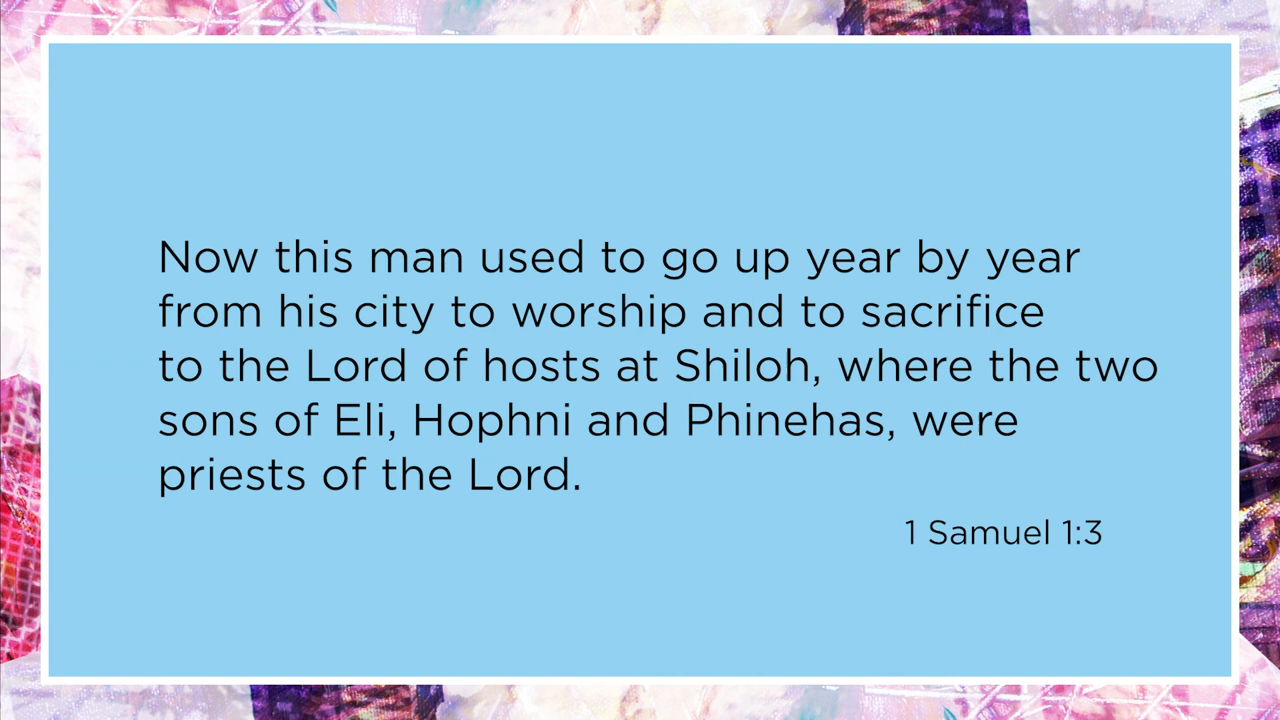 Now this man used to go up year by year
from his city to worship and to sacrifice
to the Lord of hosts at Shiloh, where the two
sons of Eli, Hophni and Phinehas, were
priests of the Lord.
1 Samuel 1:3